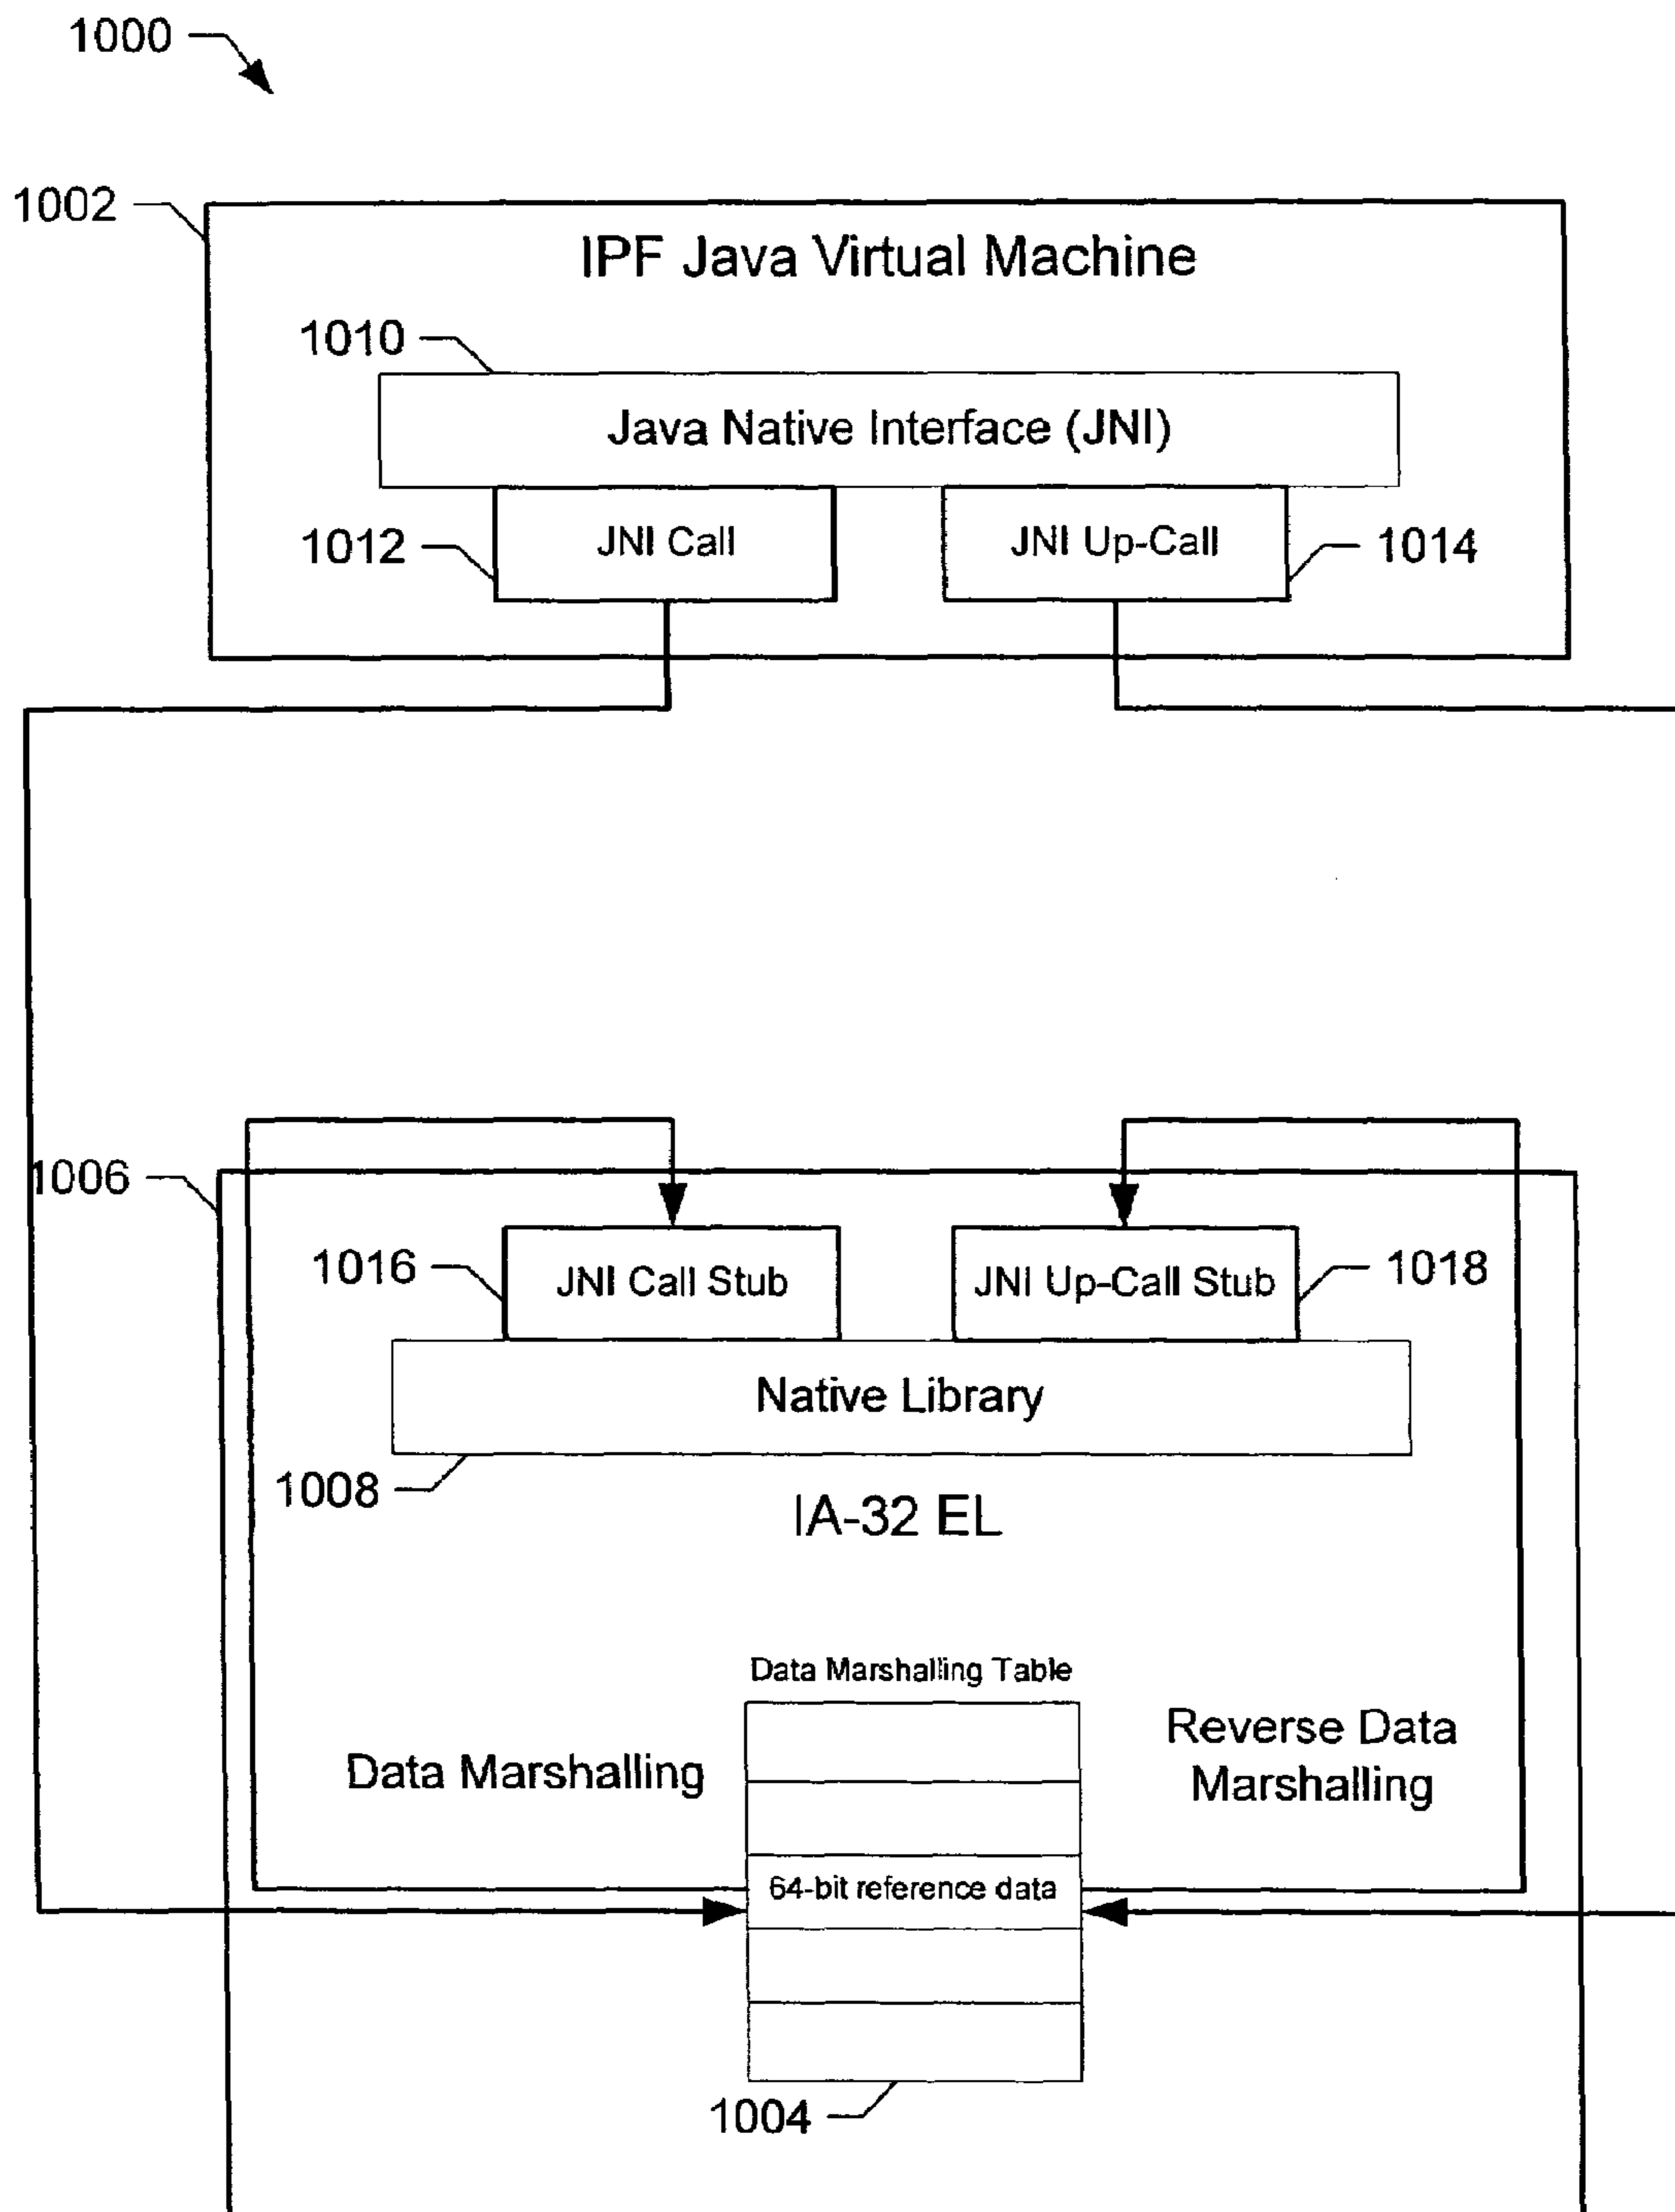 1000
1002
IPF Java Virtual Machine
1010
Java Native Interface (JNI)
1012
JNI Call
JNI Up-Call
1014
1006
1016
JNI Call Stub
JNI Up-Call Stub
1018
Native Library
1008
IA-32 EL
Data Marshalling Table
Data Marshalling
Reverse Data
Marshalling
64-bit reference data
1004